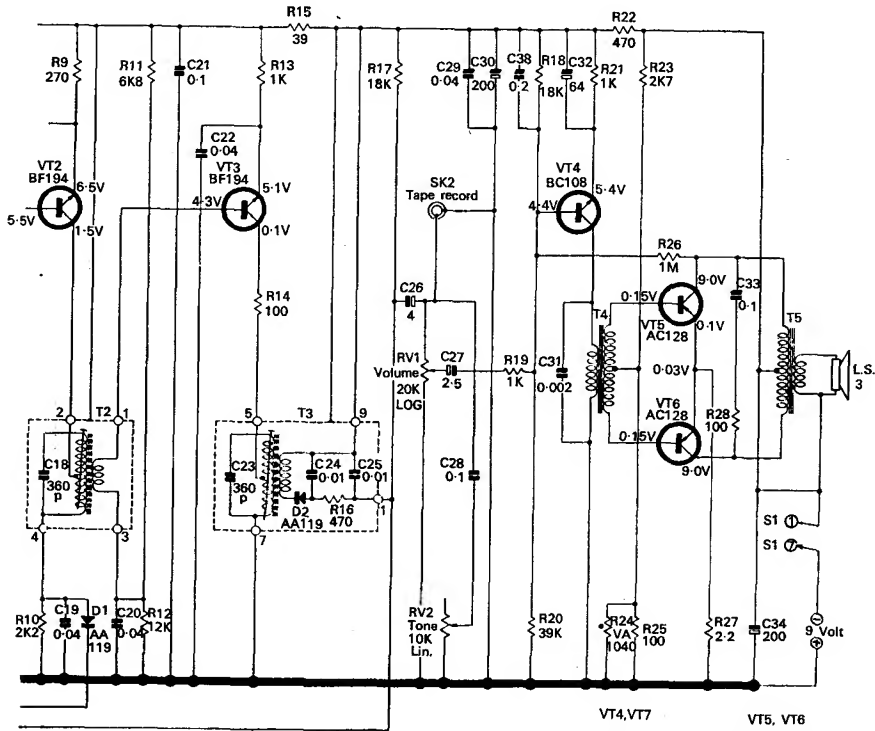 R15
39
R22
470
R9
270
R11
6K8
C21
0·1
R13
1K
R17
18K
C29
0·04
C30
200
C38
0·2
R18
18K
C32
64
R21
1K
R23
2K7
C22
0·04
VT2
BF194
6·5V
5·5V
1·5V
VT3
BF194
5·1V
4·3V
0·1V
SK2
Tape record
VT4
BC108
5·4V
4·4V
R26
1M
9·0V
C33
0·1
0·15V
VT5
AC128
0·1V
T4
T5
L.S.
3
R14
100
C26
4
RV1
Volume
20K
LOG
C27
2·5
R19
1K
C31
0·002
0·03V
VT6
AC128
0·15V
9·0V
R28
100
2
T2
1
C18
360
p
4
3
5
T3
9
C23
360
p
C24
0·01
C25
0·01
D2
AA119
R16
470
1
7
C28
0·1
S1 1
S1 7
R10
2K2
C19
0·04
D1
AA
119
C20
0·04
R12
12K
RV2
Tone
10K
Lin.
R20
39K
R24
VA
1040
R25
100
R27
2·2
C34
200
9 Volt
VT4,VT7
VT5, VT6